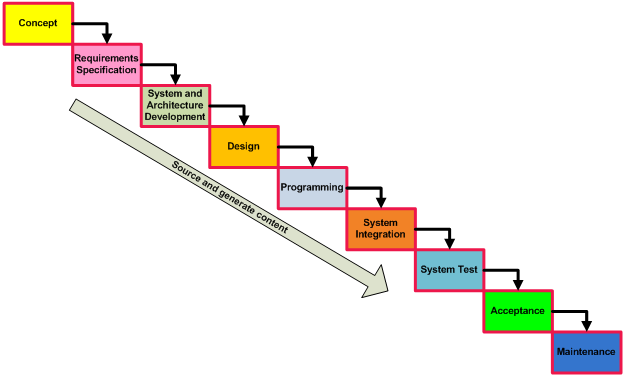 Concept
Requirements
Specification
System and
Architecture
Development
Design
Source and generate content
Programming
System
Integration
System Test
Acceptance
Maintenance